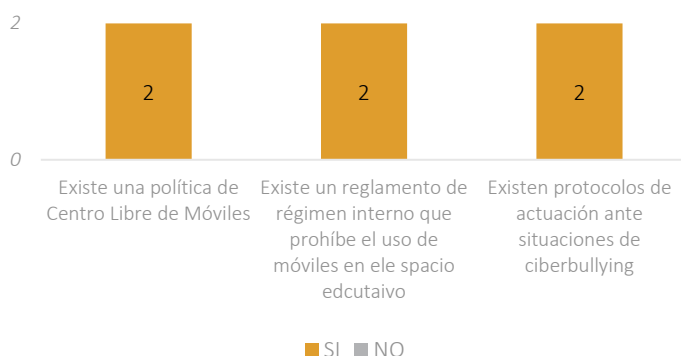 2
2
2
2
0
Existe una política de
Centro Libre de Móviles
Existe un reglamento de
régimen interno que
prohíbe el uso de
móviles en ele spacio
edcutaivo
Existen protocolos de
actuación ante
situaciones de
ciberbullying
SI
NO